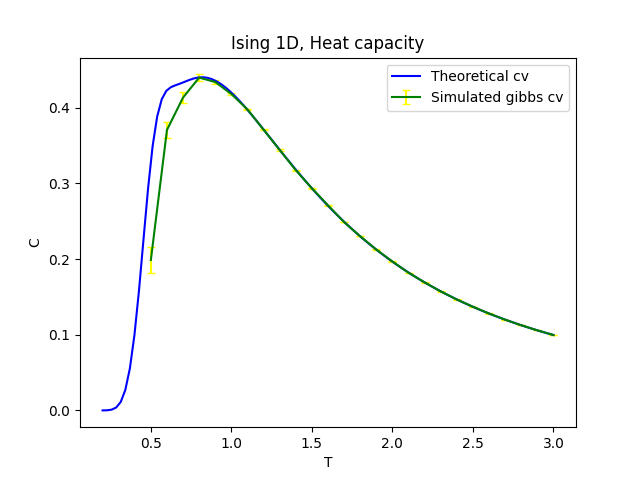 Ising 1D, Heat capacity
Theoretical cv
Simulated gibbs cv
C
0.4
0.3
0.2
0.1
0.0
0.5 1.0 1.5 2.0 2.5 3.0
T